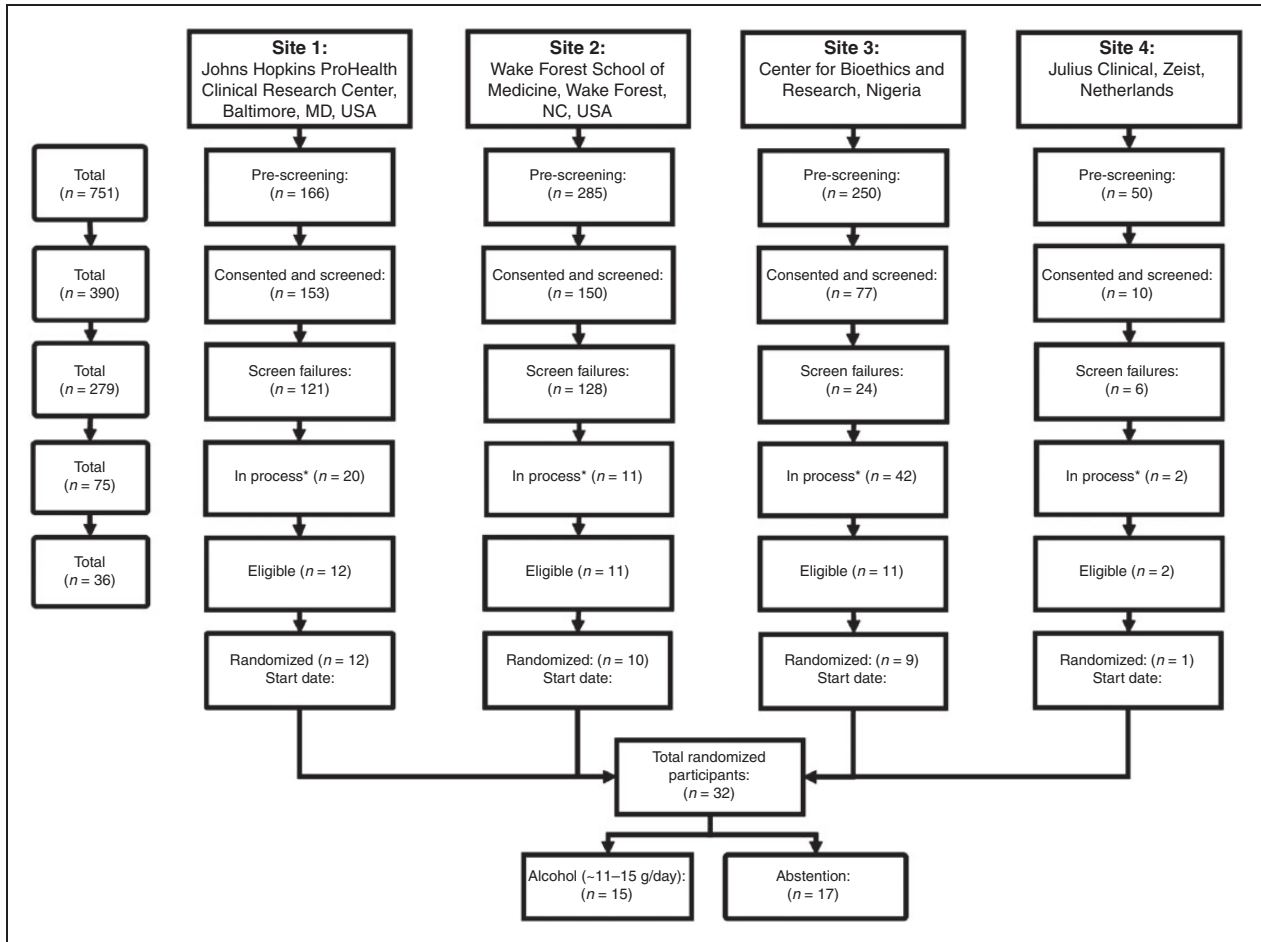 Site 1:
Johns Hopkins ProHealth
Clinical Research Center,
Baltimore, MD, USA
Site 2:
Wake Forest School of
Medicine, Wake Forest,
NC, USA
Site 3:
Center for Bioethics and
Research, Nigeria
Site 4:
Julius Clinical, Zeist,
Netherlands
Total
(n = 751)
Pre-screening:
(n = 166)
Pre-screening:
(n = 285)
Pre-screening:
(n = 250)
Pre-screening:
(n = 50)
Total
(n = 390)
Consented and screened:
(n = 153)
Consented and screened:
(n = 150)
Consented and screened:
(n = 77)
Consented and screened:
(n = 10)
Total
(n = 279)
Screen failures:
(n = 121)
Screen failures:
(n = 128)
Screen failures:
(n = 24)
Screen failures:
(n = 6)
Total
(n = 75)
In process* (n = 20)
In process* (n = 11)
In process* (n = 42)
In process* (n = 2)
Total
(n = 36)
Eligible (n = 12)
Eligible (n = 11)
Eligible (n = 11)
Eligible (n = 2)
Randomized (n = 12)
Start date:
Randomized: (n = 10)
Start date:
Randomized: (n = 9)
Start date:
Randomized: (n = 1)
Start date:
Total randomized
participants:
(n = 32)
Alcohol (~11–15 g/day):
(n = 15)
Abstention:
(n = 17)